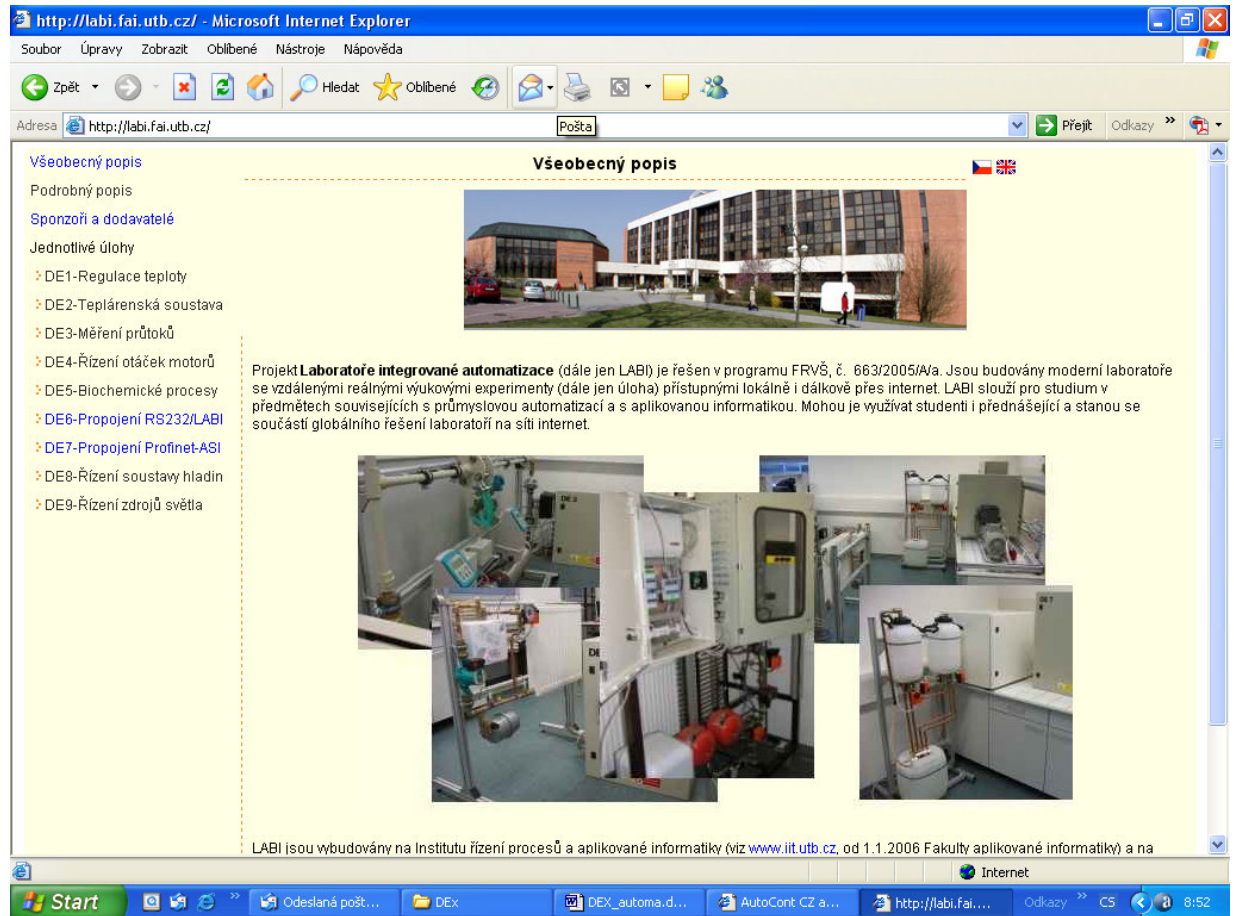 http://labi.fai.utb.cz/ - Microsoft Internet Explorer
Soubor Úpravy Zobrazit Oblíbené Nástroje Nápověda
Zpět Hledat Oblíbené
Adresa http://labi.fai.utb.cz/ Pošta Přejít Odkazy »
Všeobecný popis
Podrobný popis
Sponzoři a dodavatelé
Jednotlivé úlohy
DE1-Regulace teploty
DE2-Teplárenská soustava
DE3-Měření průtoků
DE4-Řízení otáček motorů
DE5-Biochemické procesy
DE6-Propojení RS232/LABI
DE7-Propojení Profinet-ASI
DE8-Řízení soustavy hladin
DE9-Řízení zdrojů světla
Všeobecný popis
Projekt Laboratoře integrované automatizace (dále jen LABI) je řešen v programu FRVŠ, č. 663/2005/A/a. Jsou budovány moderní laboratoře
se vzdálenými reálnými výukovými experimenty (dále jen úloha) přístupnými lokálně i dálkově přes internet. LABI slouží pro studium v
předmětech souvisejících s průmyslovou automatizací a s aplikovanou informatikou. Mohou je využívat studenti i přednášející a stanou se
součástí globálního řešení laboratoří na síti internet.
DE3
DE
DE7
LABI jsou vybudovány na Institutu řízení procesů a aplikované informatiky (viz www.iit.utb.cz, od 1.1.2006 Fakulty aplikované informatiky) a na
Internet
Start » Odeslaná pošt... DEx DEX_automa.d... AutoCont CZ a... http://labi.fai.... Odkazy » CS 8:52